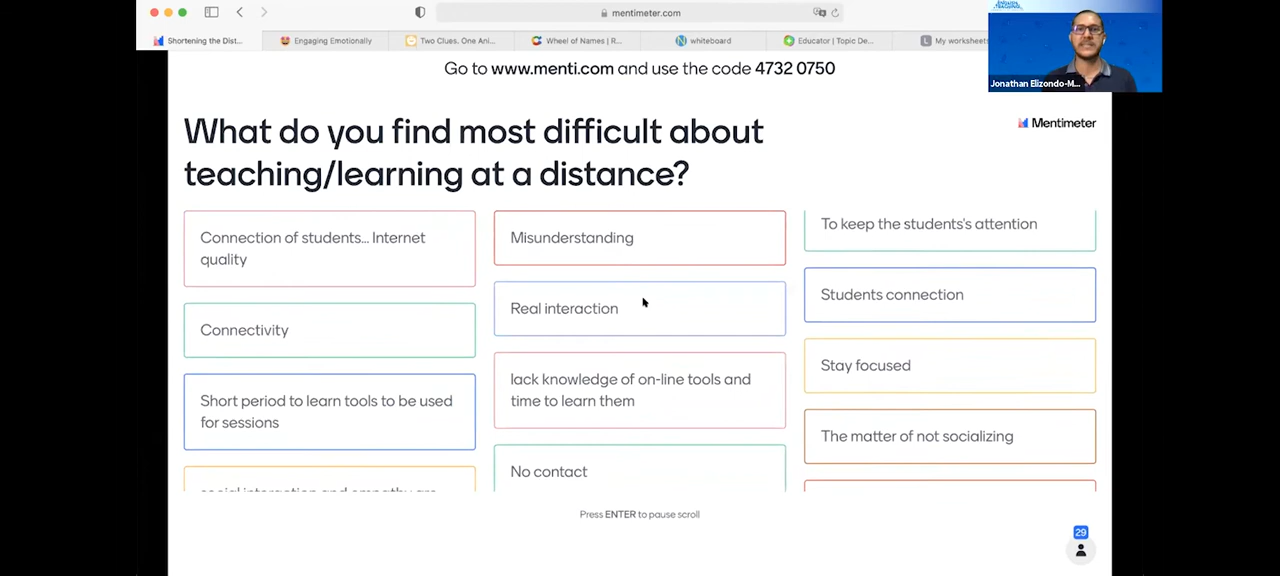 mentimeter.com
Shortening the Dist...
Engaging Emotionally
Two Clues. One Ani...
Wheel of Names | R...
whiteboard
Educator | Topic De...
My worksheets
Jonathan Elizondo-M...
Go to www.menti.com and use the code 4732 0750
What do you find most difficult about
teaching/learning at a distance?
Mentimeter
Connection of students... Internet
quality
Connectivity
Short period to learn tools to be used
for sessions
social interaction and empathy are
Misunderstanding
Real interaction
lack knowledge of on-line tools and
time to learn them
No contact
To keep the students's attention
Students connection
Stay focused
The matter of not socializing
Press ENTER to pause scroll
29